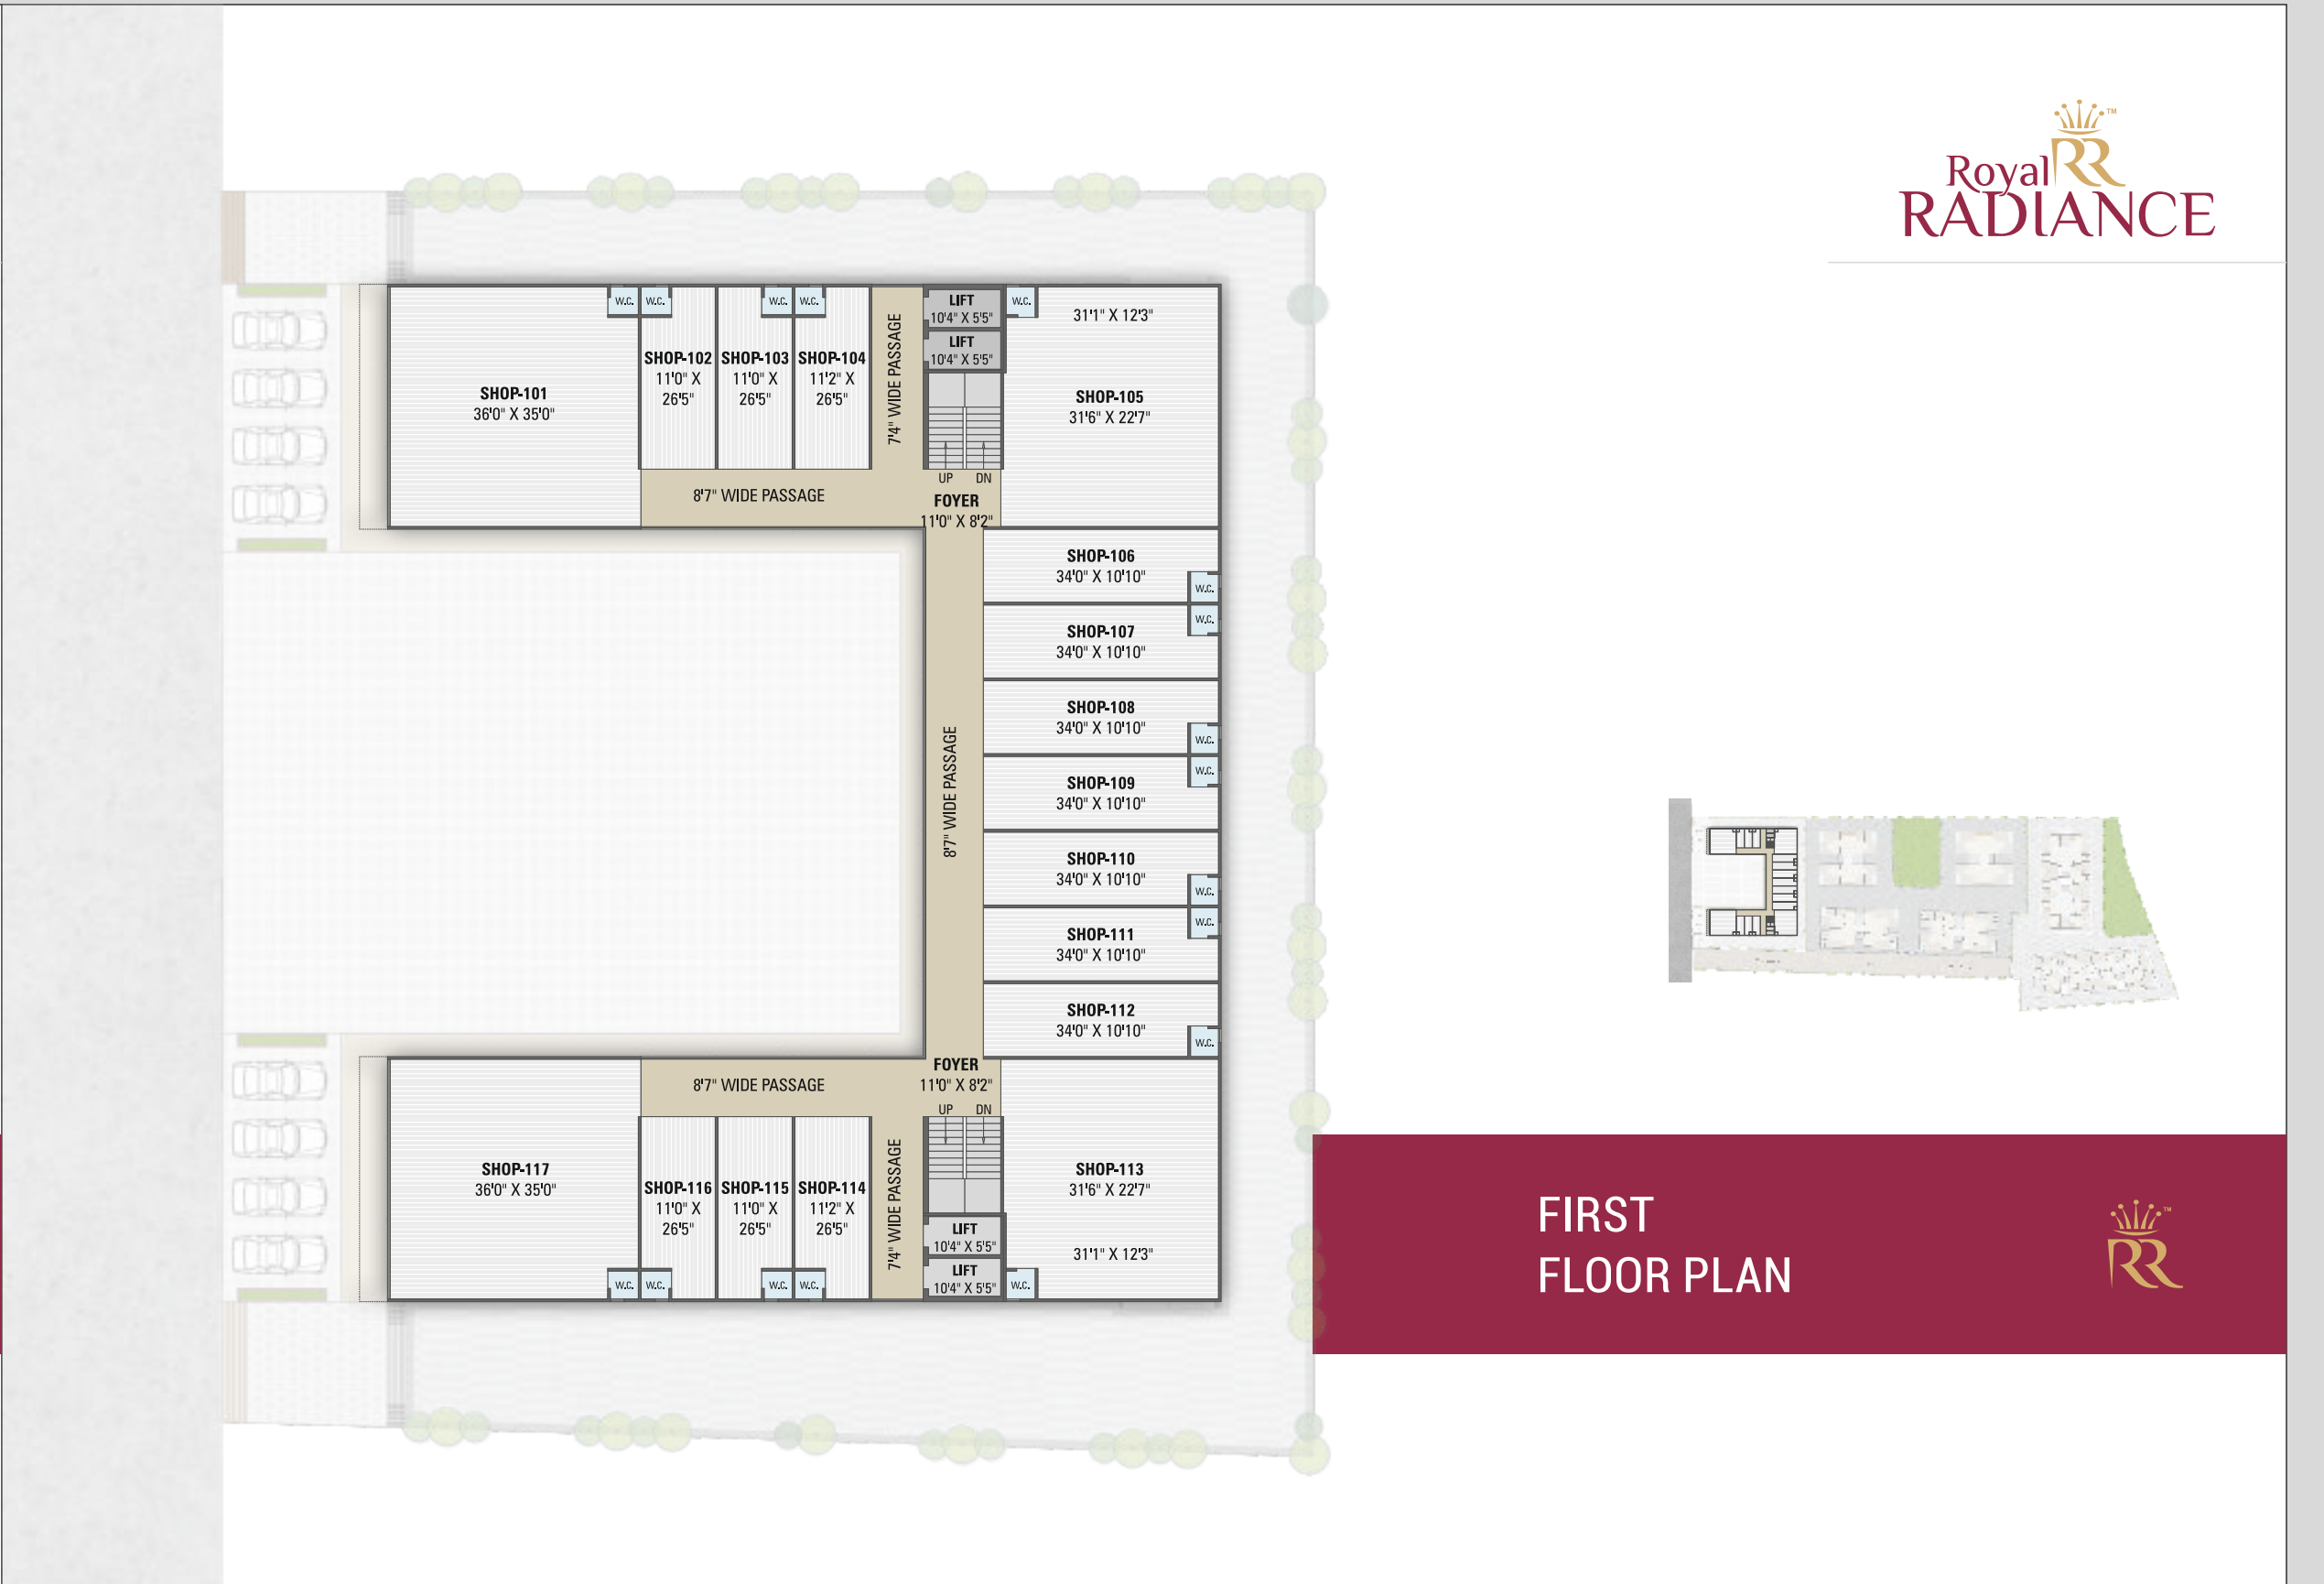 Royal RR ™
RADIANCE
W.C.
W.C.
W.C.
W.C.
LIFT
10'4" X 5'5"
LIFT
10'4" X 5'5"
W.C.
31'1" X 12'3"
SHOP-101
36'0" X 35'0"
SHOP-102
11'0" X
26'5"
SHOP-103
11'0" X
26'5"
SHOP-104
11'2" X
26'5"
7'4" WIDE PASSAGE
SHOP-105
31'6" X 22'7"
UP
DN
8'7" WIDE PASSAGE
FOYER
11'0" X 8'2"
SHOP-106
34'0" X 10'10"
W.C.
W.C.
SHOP-107
34'0" X 10'10"
SHOP-108
34'0" X 10'10"
W.C.
W.C.
8'7" WIDE PASSAGE
SHOP-109
34'0" X 10'10"
SHOP-110
34'0" X 10'10"
W.C.
W.C.
SHOP-111
34'0" X 10'10"
SHOP-112
34'0" X 10'10"
W.C.
8'7" WIDE PASSAGE
FOYER
11'0" X 8'2"
UP
DN
SHOP-117
36'0" X 35'0"
SHOP-116
11'0" X
26'5"
SHOP-115
11'0" X
26'5"
SHOP-114
11'2" X
26'5"
7'4" WIDE PASSAGE
SHOP-113
31'6" X 22'7"
LIFT
10'4" X 5'5"
LIFT
10'4" X 5'5"
31'1" X 12'3"
W.C.
W.C.
W.C.
W.C.
W.C.
FIRST
FLOOR PLAN
RR ™